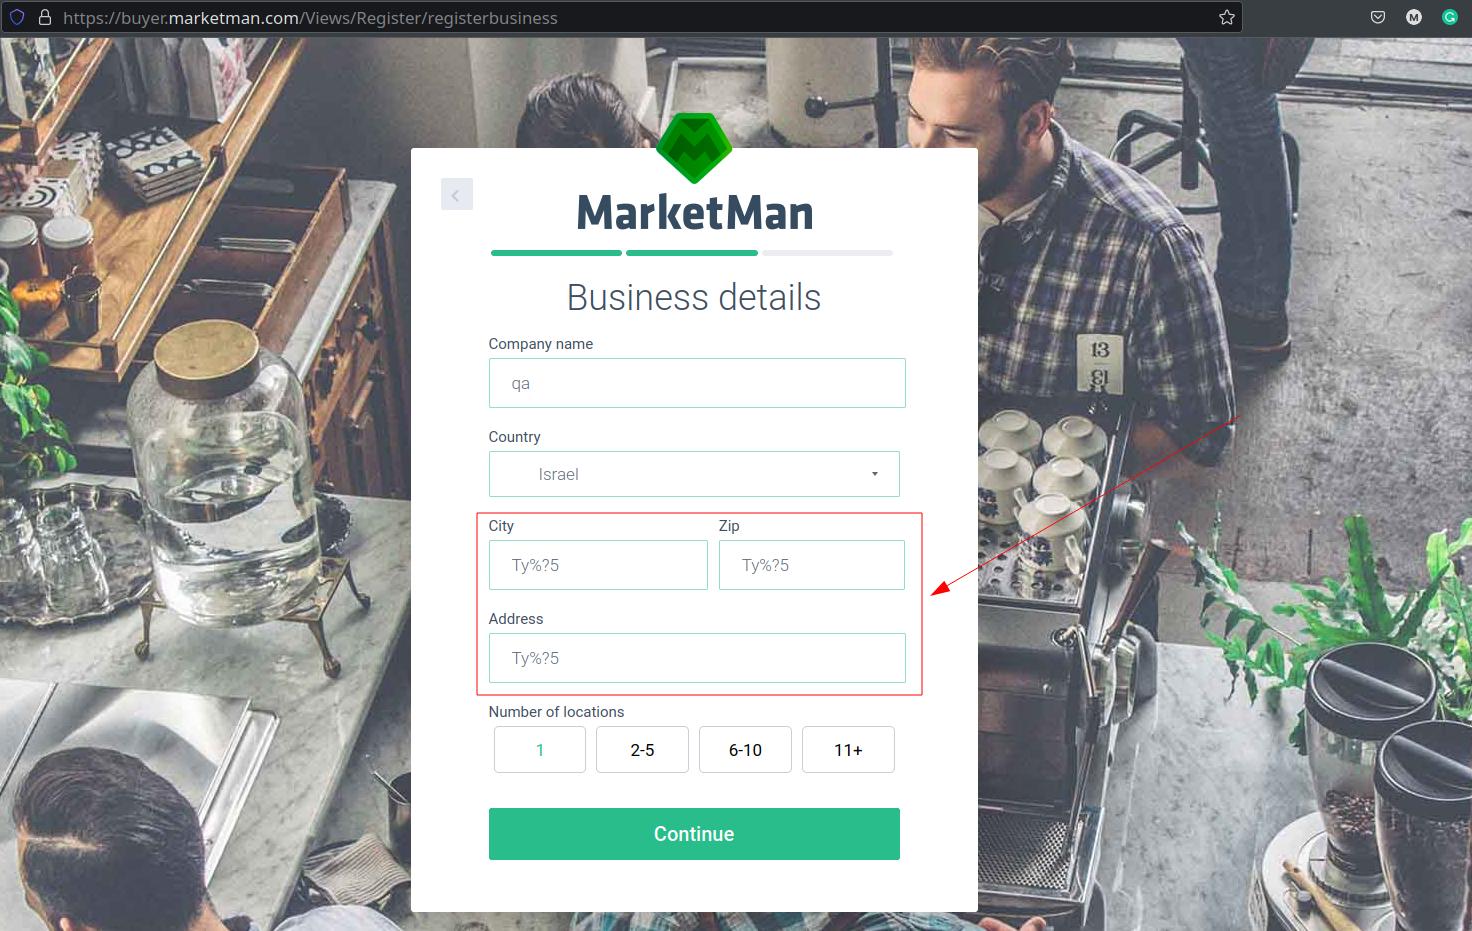 https://buyer.marketman.com/Views/Register/registerbusiness
M
G
MarketMan
Business details
Company name
qa
Country
Israel
City Zip
Ty%?5 Ty%?5
Address
Ty%?5
Number of locations
1 2-5 6-10 11+
Continue
13